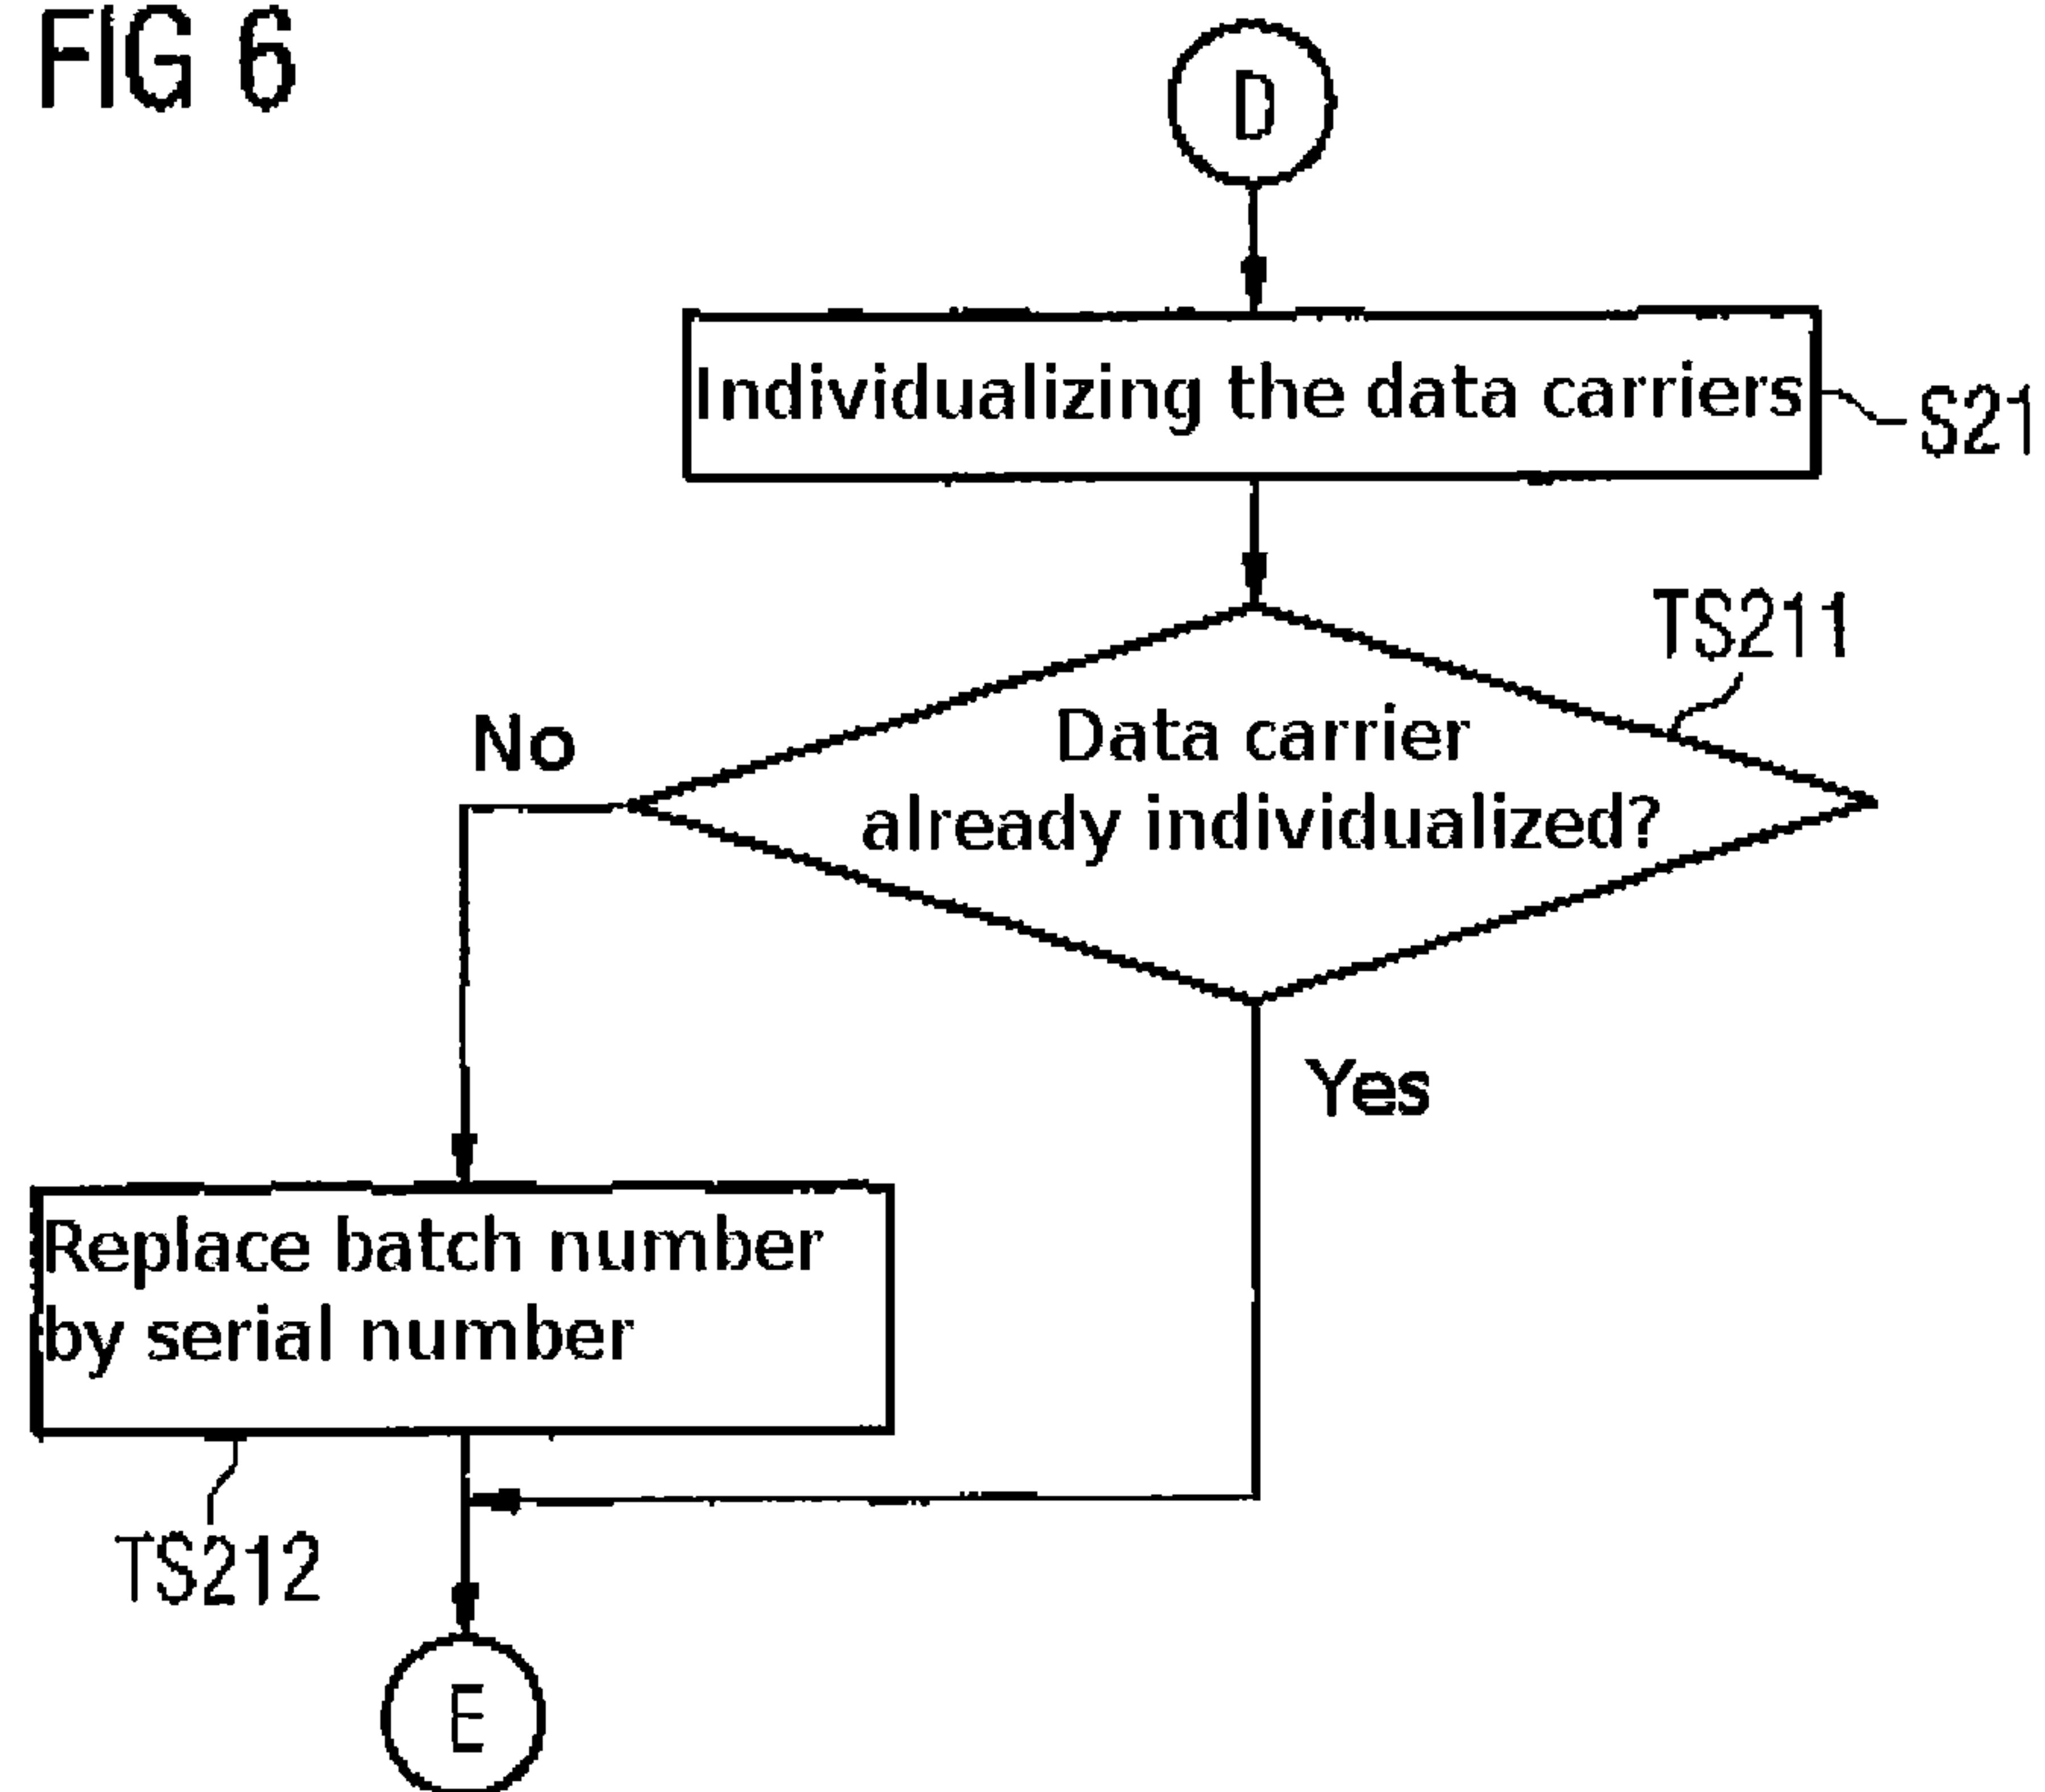 FIG 6
D
Individualizing the data carriers
S21
TS211
Data carrier
already individualized?
No
Yes
Replace batch number
by serial number
TS212
E